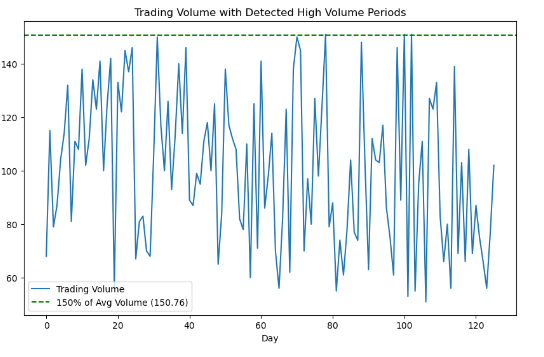 Trading Volume with Detected High Volume Periods
140
120
100
80
60
Trading Volume
150% of Avg Volume (150.76)
0 20 40 60 80 100 120
Day